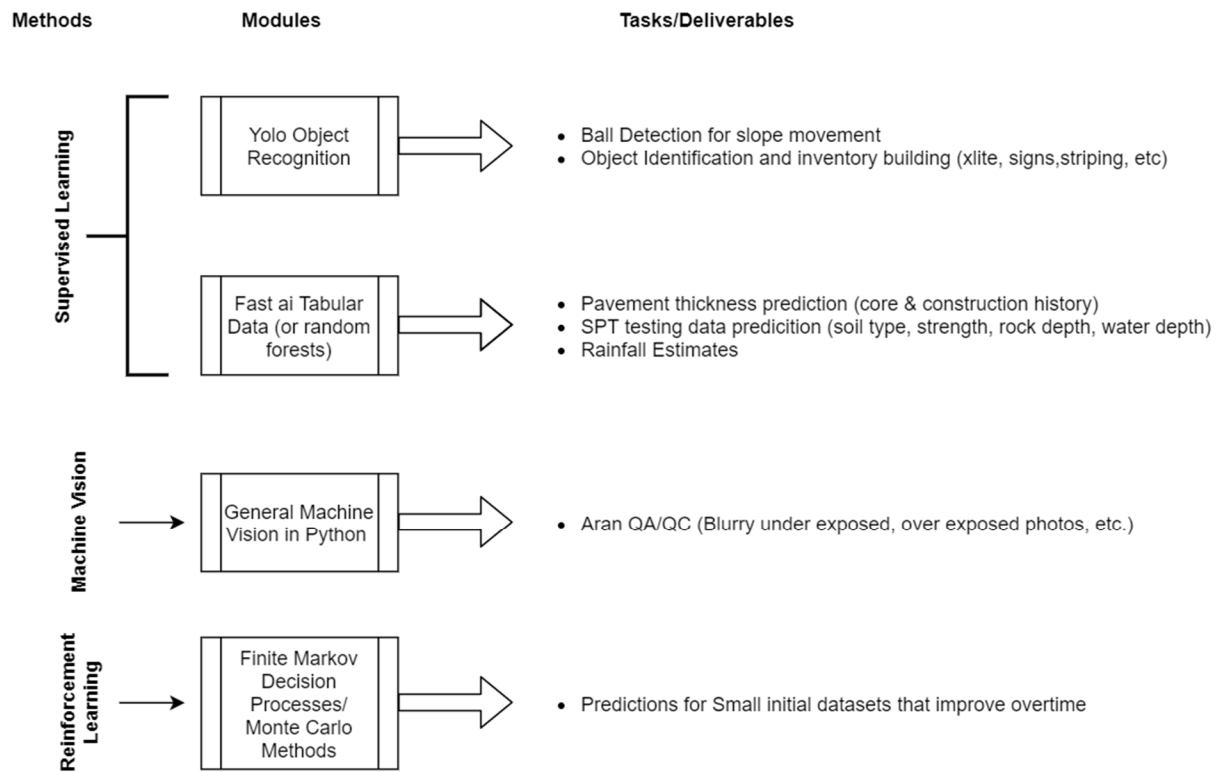 Methods Modules Tasks/Deliverables
Supervised Learning
Yolo Object
Recognition
• Ball Detection for slope movement
• Object Identification and inventory building (xlite, signs,striping, etc)
Fast ai Tabular
Data (or random
forests)
• Pavement thickness prediction (core & construction history)
• SPT testing data predicition (soil type, strength, rock depth, water depth)
• Rainfall Estimates
Machine Vision
General Machine
Vision in Python
• Aran QA/QC (Blurry under exposed, over exposed photos, etc.)
Reinforcement
Learning
Finite Markov
Decision
Processes/
Monte Carlo
Methods
• Predictions for Small initial datasets that improve overtime